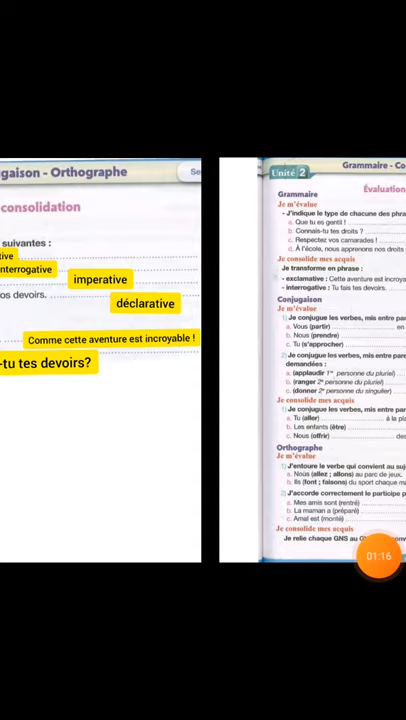 gaison - Orthographe
Se
consolidation
suivantes :
tive
nterrogative
imperative
os devoirs.
déclarative
Comme cette aventure est incroyable !
-tu tes devoirs?
Unité 2
Grammaire - Co
Évaluation
Grammaire
Je m'évalue
- J'indique le type de chacune des phra
a. Que tu es gentil !
b. Connais-tu tes droits ?
c. Respectez vos camarades !
d. À l'école, nous apprenons nos droits
Je consolide mes acquis
Je transforme en phrase :
- exclamative : Cette aventure est incroya
- interrogative : Tu fais tes devoirs.
Conjugaison
Je m'évalue
1) Je conjugue les verbes, mis entre par
a. Vous (partir) en
b. Nous (prendre)
c. Tu (s'approcher)
2) Je conjugue les verbes, mis entre pare
demandées :
a. (applaudir 1re personne du pluriel)
b. (ranger 2e personne du pluriel)
c. (donner 2e personne du singulier)
Je consolide mes acquis
1) Je conjugue les verbes, mis entre par
a. Tu (aller) à la pla
b. Les enfants (être)
c. Nous (offrir) des
Orthographe
Je m'évalue
1) J'entoure le verbe qui convient au suj
a. Nous (allez ; allons) au parc de jeux.
b. Ils (font ; faisons) du sport chaque ma
2) J'accorde correctement le participe p
a. Mes amis sont (rentré)
b. La maman a (préparé)
c. Amal est (monté)
Je consolide mes acquis
Je relie chaque GNS au
01:16